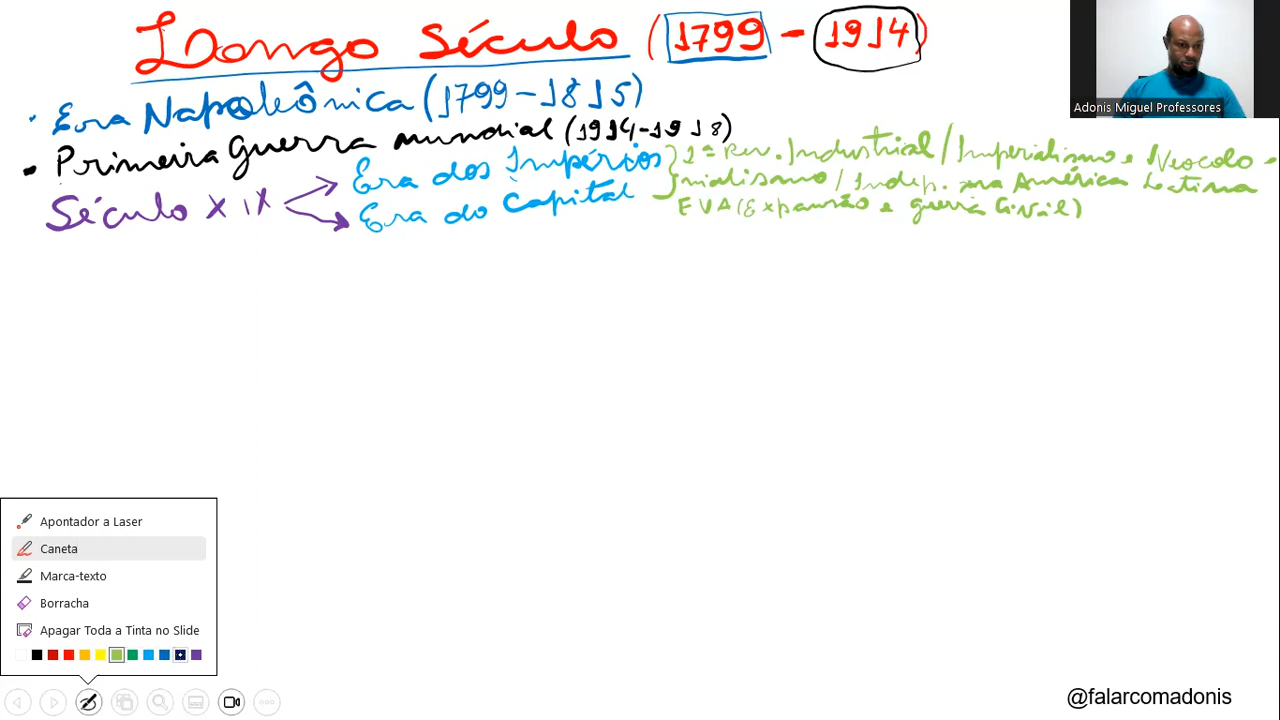 Longo Século (1799 - 1914)
Adonis Miguel Professores
• Era Napoleônica (1799 - 1815)
• Primeira Guerra mundial (1914-1918)
Século XIX
Era dos Impérios
Era do Capital
1ª Rev. Industrial / Imperialismo e Neocolo-
nialismo / Indep. na América Latina
EUA (Expansão e guerra Civil)
Apontador a Laser
Caneta
Marca-texto
Borracha
Apagar Toda a Tinta no Slide
@falarcomadonis